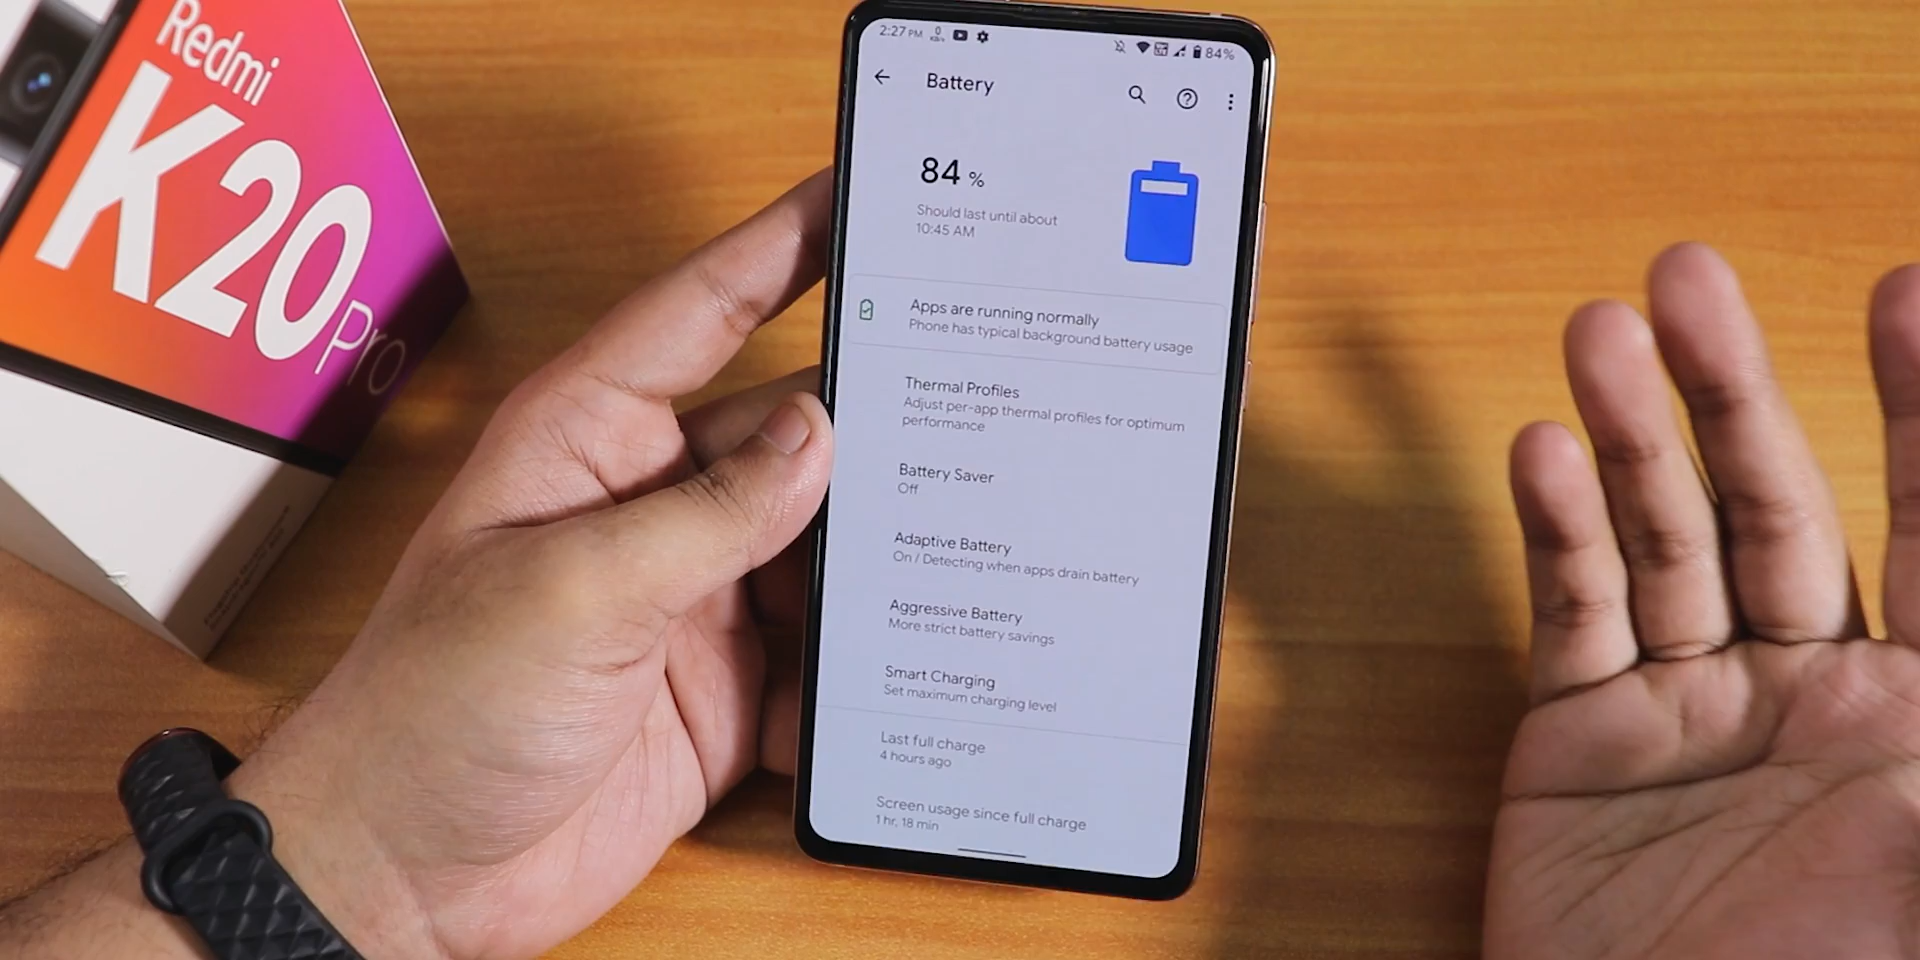 Redmi
K20
Pro
2:27 PM
0
KB/s
84%
Battery
84 %
Should last until about
10:45 AM
Apps are running normally
Phone has typical background battery usage
Thermal Profiles
Adjust per-app thermal profiles for optimum
performance
Battery Saver
Off
Adaptive Battery
On / Detecting when apps drain battery
Aggressive Battery
More strict battery savings
Smart Charging
Set maximum charging level
Last full charge
4 hours ago
Screen usage since full charge
1 hr, 18 min